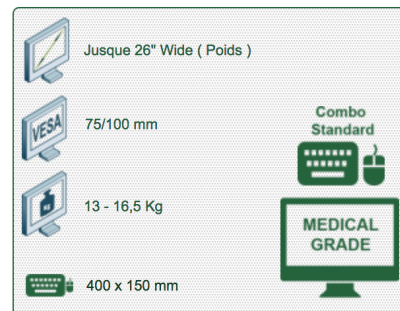 Jusque 26" Wide ( Poids )
VESA
75/100 mm
Combo
Standard
KG
13 - 16,5 Kg
MEDICAL
GRADE
400 x 150 mm